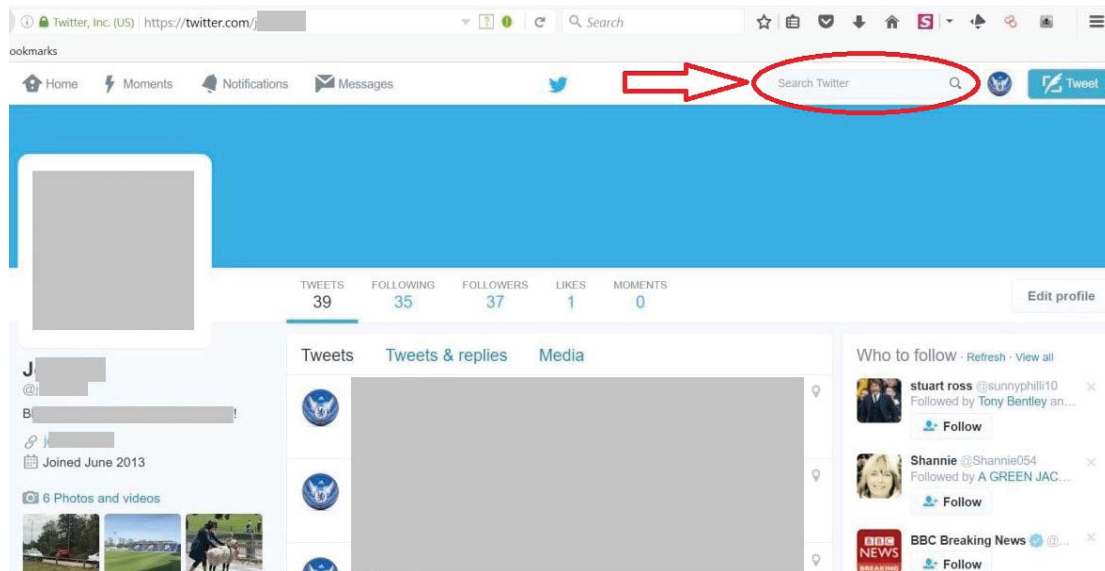 Twitter, Inc. (US) https://twitter.com/j
Search
ookmarks
Home Moments Notifications Messages
Search Twitter
Tweet
TWEETS FOLLOWING FOLLOWERS LIKES MOMENTS
39 35 37 1 0
Edit profile
Tweets Tweets & replies Media
Who to follow · Refresh · View all
J
@j
B !
j
Joined June 2013
6 Photos and videos
stuart ross @sunnyphilli10
Followed by Tony Bentley an...
Follow
Shannie @Shannie054
Followed by A GREEN JAC...
Follow
BBC Breaking News @...
Follow
BBC
NEWS
BREAKING